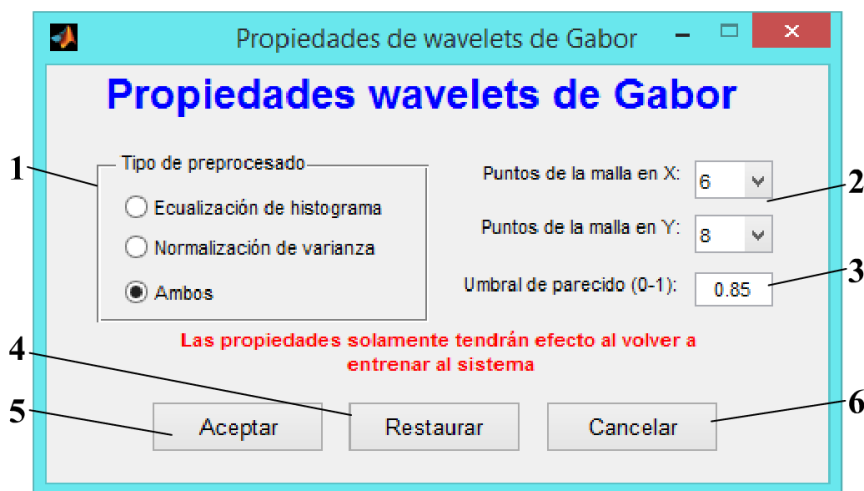 Propiedades de wavelets de Gabor
Propiedades wavelets de Gabor
1
Tipo de preprocesado
Ecualización de histograma
Normalización de varianza
Ambos
Puntos de la malla en X: 6
2
Puntos de la malla en Y: 8
Umbral de parecido (0-1): 0.85
3
Las propiedades solamente tendrán efecto al volver a
entrenar al sistema
4
5
Aceptar Restaurar Cancelar
6